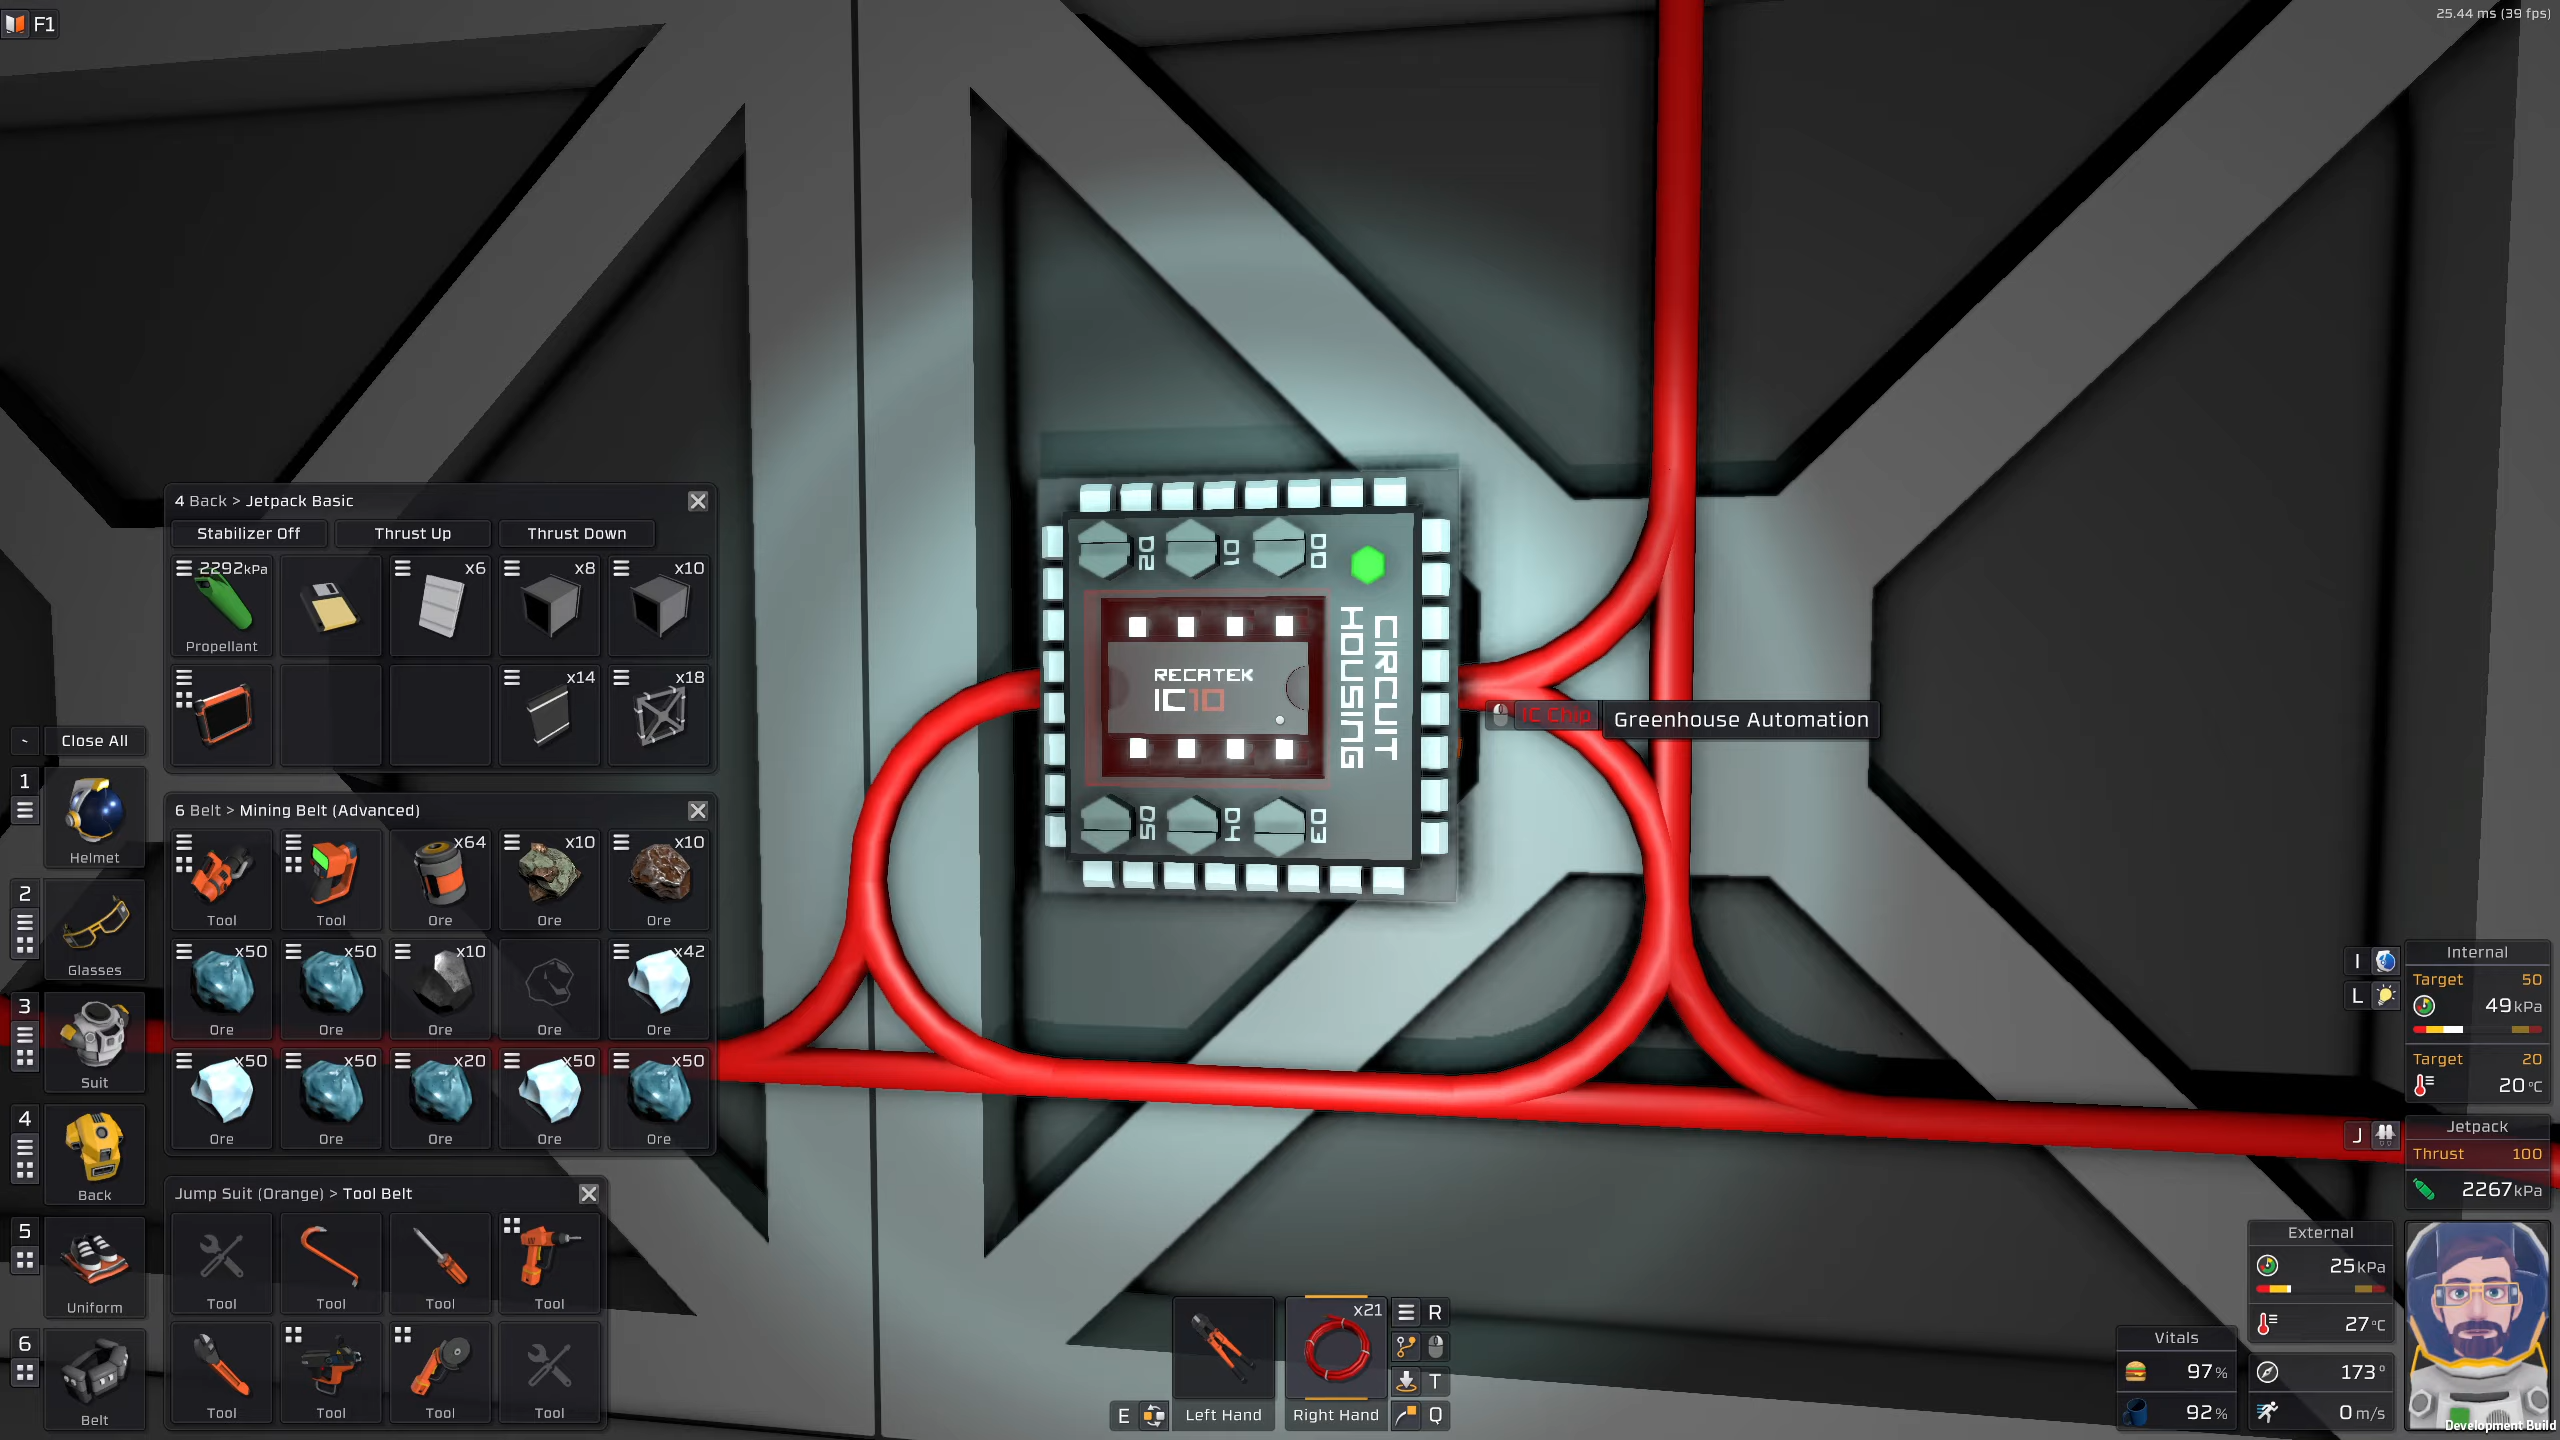 F1
25.44 ms (39 fps)
4 Back > Jetpack Basic
Stabilizer Off
Thrust Up
Thrust Down
2292kPa
x6
x8
x10
Propellant
x14
x18
~
Close All
1
Helmet
2
Glasses
3
Suit
4
Back
5
Uniform
6
Belt
6 Belt > Mining Belt (Advanced)
x64
x10
x10
Tool
Tool
Ore
Ore
Ore
x50
x50
x10
x42
Ore
Ore
Ore
Ore
Ore
x50
x50
x20
x50
x50
Ore
Ore
Ore
Ore
Ore
Jump Suit (Orange) > Tool Belt
Tool
Tool
Tool
Tool
Tool
Tool
Tool
Tool
D2
D1
D0
CIRCUIT
HOUSING
RECATEK
IC10
D5
D4
D3
IC Chip
Greenhouse Automation
x21
R
T
E
Left Hand
Right Hand
Q
I
L
Internal
Target 50
49kPa
Target 20
20°C
J
Jetpack
Thrust 100
2267kPa
External
25kPa
27°C
Vitals
97%
92%
173°
0m/s
Development Build